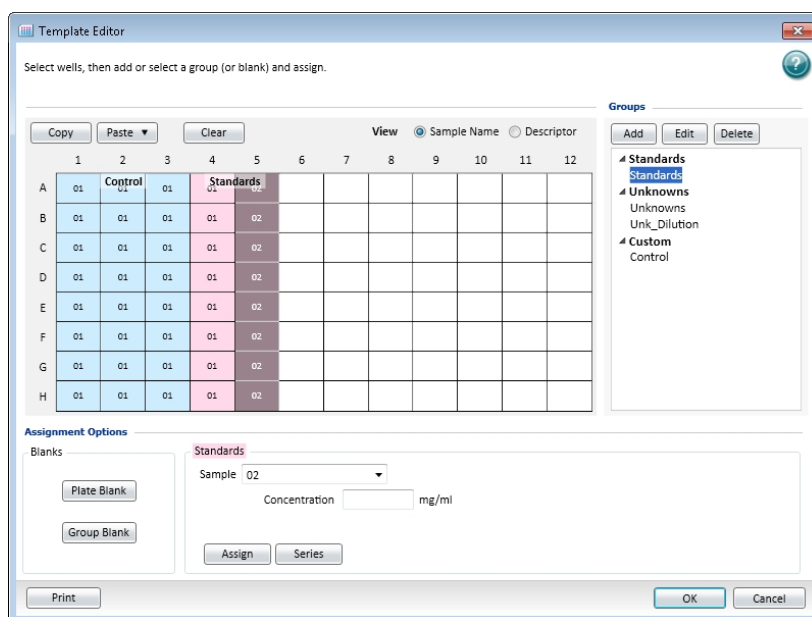 Template Editor
Select wells, then add or select a group (or blank) and assign.
?
Groups
Copy Paste Clear View Sample Name Descriptor
Add Edit Delete
1 2 3 4 5 6 7 8 9 10 11 12
Standards
Standards
Unknowns
Unknowns
Unk_Dilution
Custom
Control
Control Standards
A 01 01 01 01 02
B 01 01 01 01 02
C 01 01 01 01 02
D 01 01 01 01 02
E 01 01 01 01 02
F 01 01 01 01 02
G 01 01 01 01 02
H 01 01 01 01 02
Assignment Options
Blanks
Plate Blank
Group Blank
Standards
Sample 02
Concentration mg/ml
Assign Series
Print OK Cancel